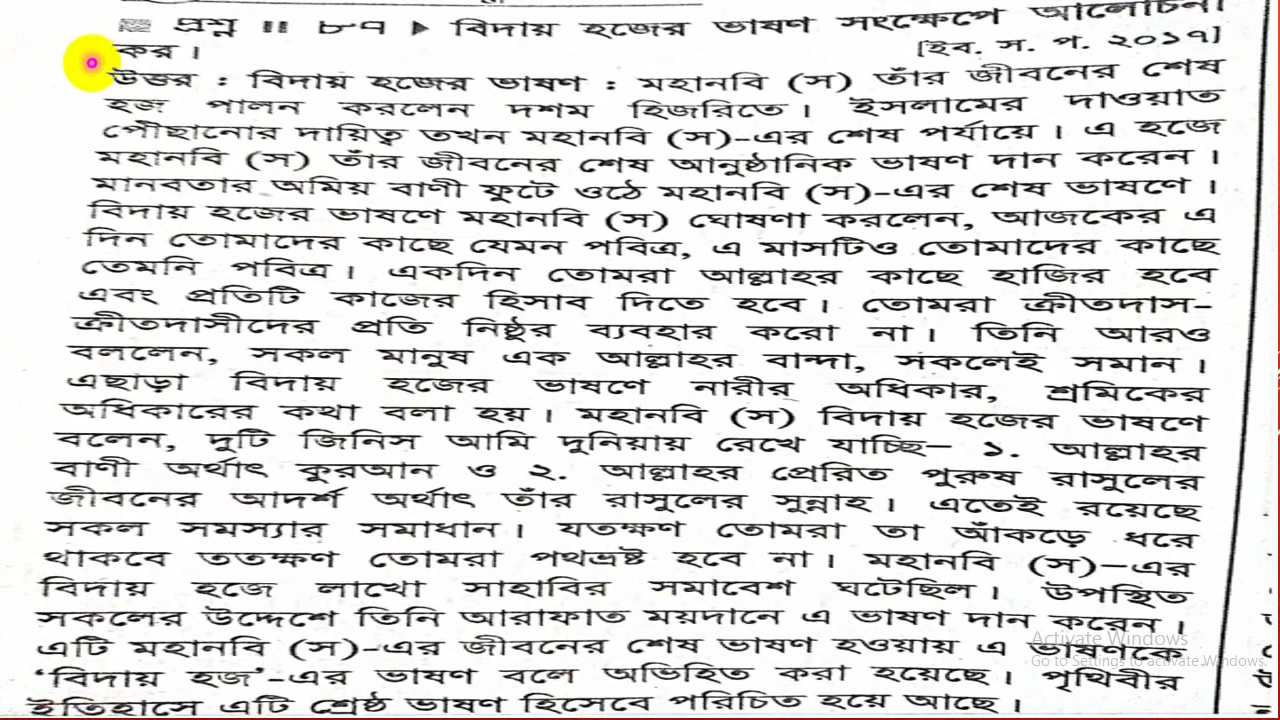 প্রশ্ন ॥ ৮৭ ▶ বিদায় হজের ভাষণ সংক্ষেপে আলোচনা
কর। [ইব. স. প. ২০১৭]
উত্তর : বিদায় হজের ভাষণ : মহানবি (স) তাঁর জীবনের শেষ
হজ পালন করলেন দশম হিজরিতে। ইসলামের দাওয়াত
পৌঁছানোর দায়িত্ব তখন মহানবি (স)-এর শেষ পর্যায়ে। এ হজে
মহানবি (স) তাঁর জীবনের শেষ আনুষ্ঠানিক ভাষণ দান করেন।
মানবতার অমিয় বাণী ফুটে ওঠে মহানবি (স)-এর শেষ ভাষণে।
বিদায় হজের ভাষণে মহানবি (স) ঘোষণা করলেন, আজকের এ
দিন তোমাদের কাছে যেমন পবিত্র, এ মাসটিও তোমাদের কাছে
তেমনি পবিত্র। একদিন তোমরা আল্লাহর কাছে হাজির হবে
এবং প্রতিটি কাজের হিসাব দিতে হবে। তোমরা ক্রীতদাস-
ক্রীতদাসীদের প্রতি নিষ্ঠুর ব্যবহার করো না। তিনি আরও
বললেন, সকল মানুষ এক আল্লাহর বান্দা, সকলেই সমান।
এছাড়া বিদায় হজের ভাষণে নারীর অধিকার, শ্রমিকের
অধিকারের কথা বলা হয়। মহানবি (স) বিদায় হজের ভাষণে
বলেন, দুটি জিনিস আমি দুনিয়ায় রেখে যাচ্ছি– ১. আল্লাহর
বাণী অর্থাৎ কুরআন ও ২. আল্লাহর প্রেরিত পুরুষ রাসুলের
জীবনের আদর্শ অর্থাৎ তাঁর রাসুলের সুন্নাহ। এতেই রয়েছে
সকল সমস্যার সমাধান। যতক্ষণ তোমরা তা আঁকড়ে ধরে
থাকবে ততক্ষণ তোমরা পথভ্রষ্ট হবে না। মহানবি (স)–এর
বিদায় হজে লাখো সাহাবির সমাবেশ ঘটেছিল। উপস্থিত
সকলের উদ্দেশে তিনি আরাফাত ময়দানে এ ভাষণ দান করেন।
এটি মহানবি (স)-এর জীবনের শেষ ভাষণ হওয়ায় এ ভাষণকে
‘বিদায় হজ’-এর ভাষণ বলে অভিহিত করা হয়েছে। পৃথিবীর
ইতিহাসে এটি শ্রেষ্ঠ ভাষণ হিসেবে পরিচিত হয়ে আছে।
Activate Windows
Go to Settings to activate Windows.